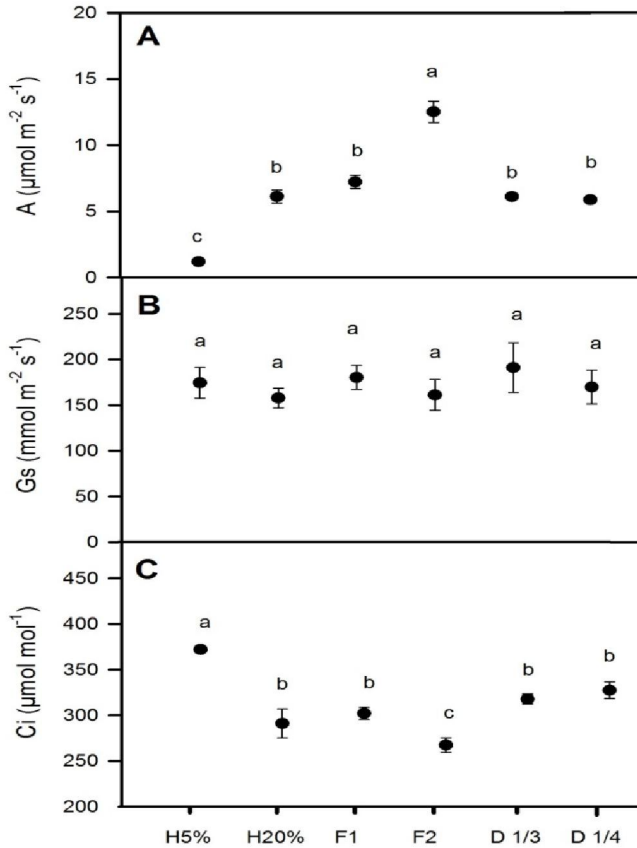 A
20
15
10
5
0
A (µmol m⁻² s⁻¹)
c
b
b
a
b
b
B
250
200
150
100
50
0
Gs (mmol m⁻² s⁻¹)
a
a
a
a
a
a
C
450
400
350
300
250
200
Ci (µmol mol⁻¹)
a
b
b
c
b
b
H5% H20% F1 F2 D 1/3 D 1/4